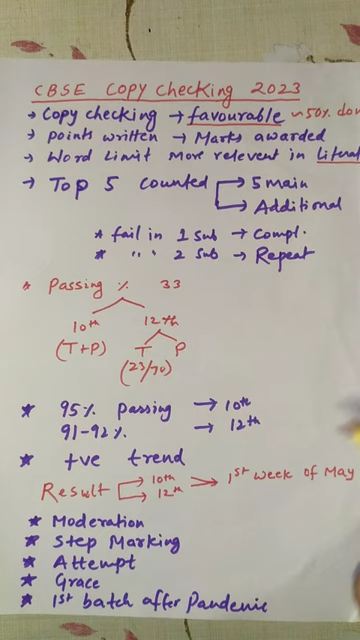 CBSE Copy Checking 2023
→ Copy checking → favourable ~50%
→ points written → Marks awarded
→ Word Limit More relevent in
→ Top 5 counted → 5 main
→ Additional
* fail in 1 sub → Compl.
* " " 2 sub → Repeat
* Passing % 33
10th 12th
(T+P) T P
(23/70)
* 95% passing → 10th
91-92% → 12th
* +ve trend
Result → 10th → 12th → 1st week of May
* Moderation
* Step Marking
* Attempt
* Grace
* 1st batch after Pandemic